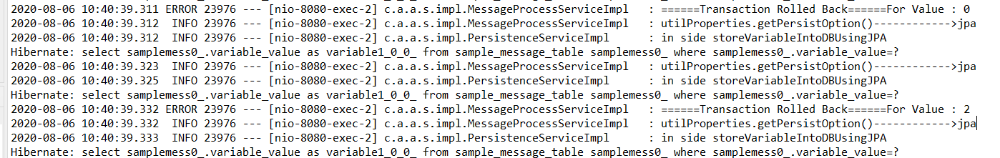 2020-08-06 10:40:39.311 ERROR 23976 --- [nio-8080-exec-2] c.a.a.s.impl.MessageProcessServiceImpl   : ======Transaction Rolled Back======For Value : 0
2020-08-06 10:40:39.312  INFO 23976 --- [nio-8080-exec-2] c.a.a.s.impl.MessageProcessServiceImpl   : utilProperties.getPersistOption()------------>jpa
2020-08-06 10:40:39.312  INFO 23976 --- [nio-8080-exec-2] c.a.a.s.impl.PersistenceServiceImpl      : in side storeVariableIntoDBUsingJPA
Hibernate: select samplemess0_.variable_value as variable1_0_0_ from sample_message_table samplemess0_ where samplemess0_.variable_value=?
2020-08-06 10:40:39.323  INFO 23976 --- [nio-8080-exec-2] c.a.a.s.impl.MessageProcessServiceImpl   : utilProperties.getPersistOption()------------>jpa
2020-08-06 10:40:39.325  INFO 23976 --- [nio-8080-exec-2] c.a.a.s.impl.PersistenceServiceImpl      : in side storeVariableIntoDBUsingJPA
Hibernate: select samplemess0_.variable_value as variable1_0_0_ from sample_message_table samplemess0_ where samplemess0_.variable_value=?
2020-08-06 10:40:39.332 ERROR 23976 --- [nio-8080-exec-2] c.a.a.s.impl.MessageProcessServiceImpl   : ======Transaction Rolled Back======For Value : 2
2020-08-06 10:40:39.332  INFO 23976 --- [nio-8080-exec-2] c.a.a.s.impl.MessageProcessServiceImpl   : utilProperties.getPersistOption()------------>jpa
2020-08-06 10:40:39.333  INFO 23976 --- [nio-8080-exec-2] c.a.a.s.impl.PersistenceServiceImpl      : in side storeVariableIntoDBUsingJPA
Hibernate: select samplemess0_.variable_value as variable1_0_0_ from sample_message_table samplemess0_ where samplemess0_.variable_value=?